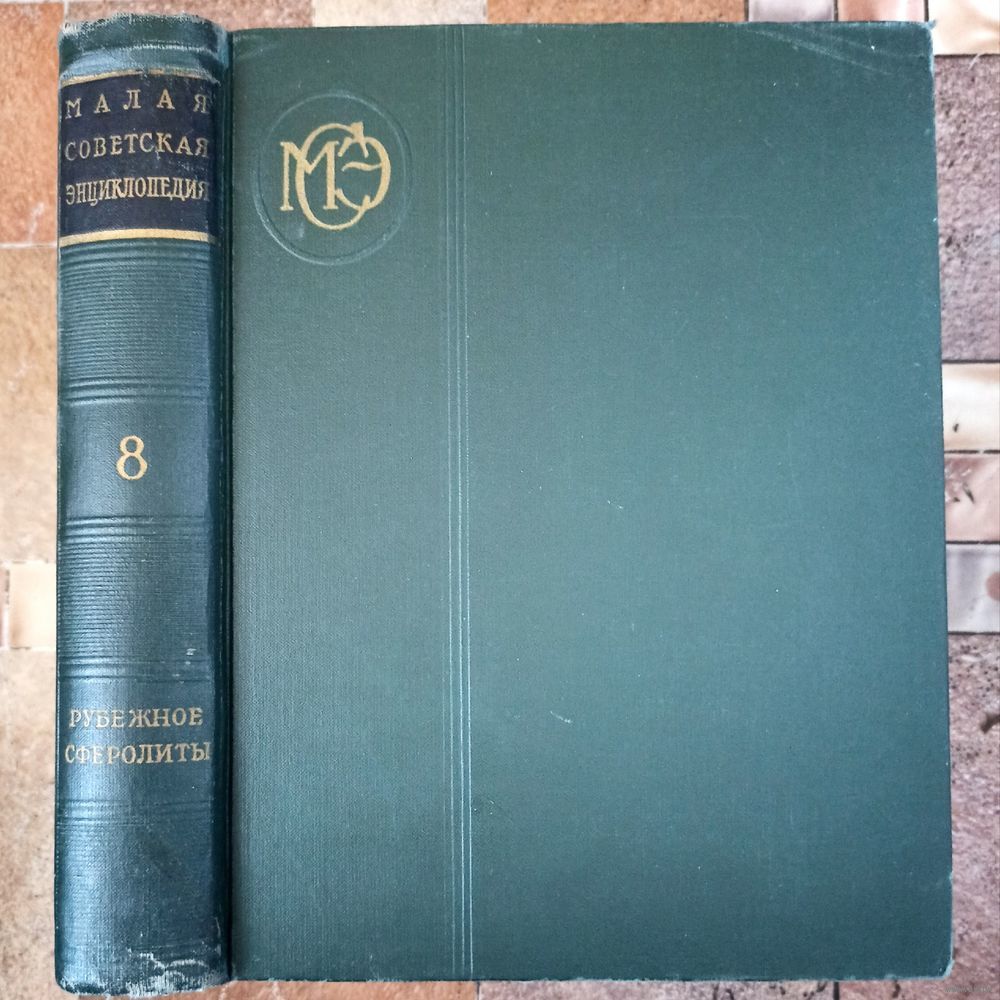 МАЛАЯ
СОВЕТСКАЯ
ЭНЦИКЛОПЕДИЯ
8
РУБЕЖНОЕ
СФЕРОЛИТЫ
МСЭ